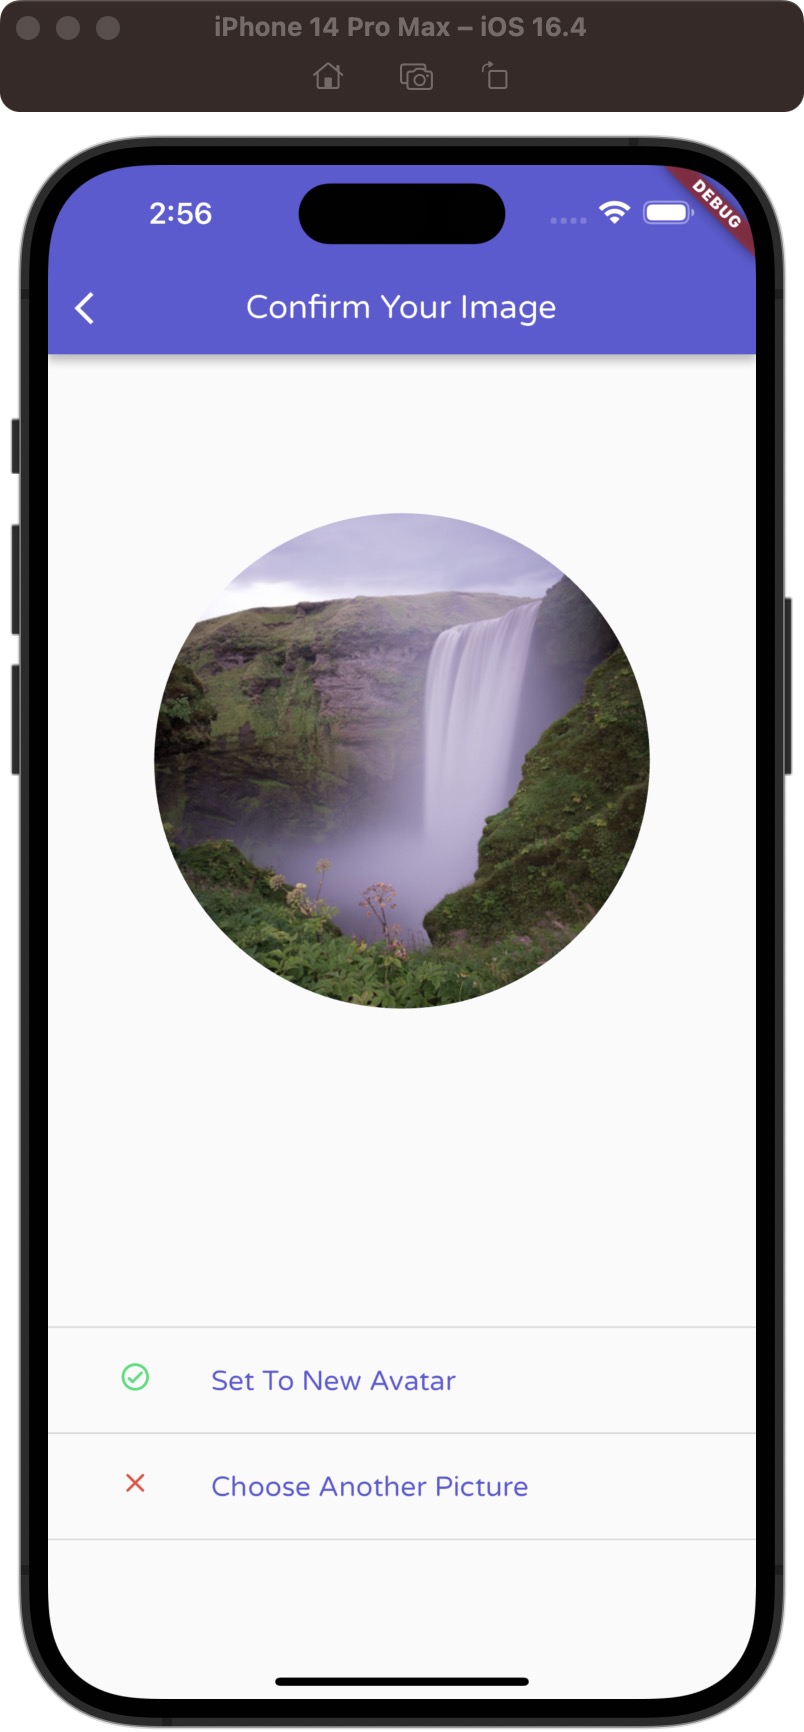 iPhone 14 Pro Max – iOS 16.4
2:56
DEBUG
Confirm Your Image
Set To New Avatar
Choose Another Picture